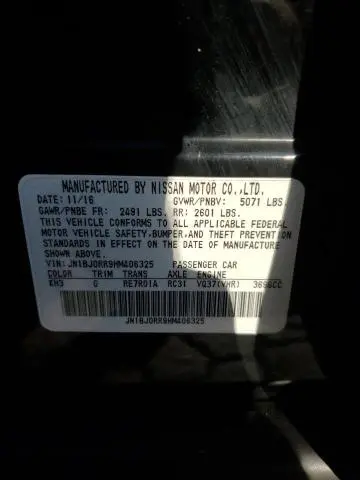 MANUFACTURED BY NISSAN MOTOR CO.,LTD.
DATE: 11/16 GVWR/PNBV: 5071 LBS.
GAWR/PNBE FR: 2491 LBS. RR: 2601 LBS.
THIS VEHICLE CONFORMS TO ALL APPLICABLE FEDERAL
MOTOR VEHICLE SAFETY,BUMPER,AND THEFT PREVENTION
STANDARDS IN EFFECT ON THE DATE OF MANUFACTURE
SHOWN ABOVE.
VIN:JN1BJ0RR9HM406325 PASSENGER CAR
COLOR TRIM TRANS AXLE ENGINE
KH3 G RE7R01A RC31 VQ37(VHR) 3696CC
JN1BJ0RR9HM406325